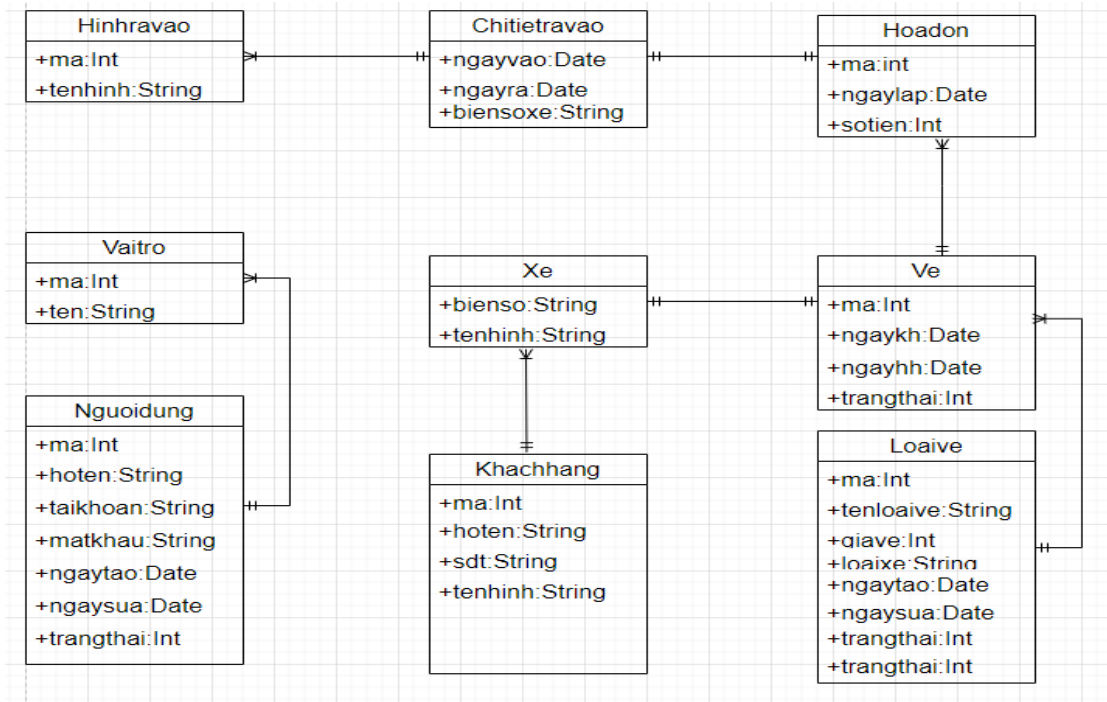 Hinhravao
+ma:Int
+tenhinh:String
Chitietravao
+ngayvao:Date
+ngayra:Date
+biensoxe:String
Hoadon
+ma:int
+ngaylap:Date
+sotien:Int
Vaitro
+ma:Int
+ten:String
Xe
+bienso:String
+tenhinh:String
Ve
+ma:Int
+ngaykh:Date
+ngayhh:Date
+trangthai:Int
Nguoidung
+ma:Int
+hoten:String
+taikhoan:String
+matkhau:String
+ngaytao:Date
+ngaysua:Date
+trangthai:Int
Khachhang
+ma:Int
+hoten:String
+sdt:String
+tenhinh:String
Loaive
+ma:Int
+tenloaive:String
+giave:Int
+loaixe:String
+ngaytao:Date
+ngaysua:Date
+trangthai:Int
+trangthai:Int